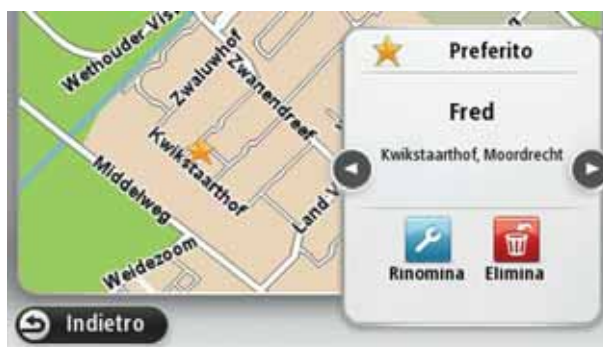 Wethouder Vis
Zwaluwhof
Zwanendreef
Kwikstaarthof
Middelweg
Weidezoom
Land V
Preferito
Fred
Kwikstaarthof, Moordrecht
Rinomina
Elimina
Indietro